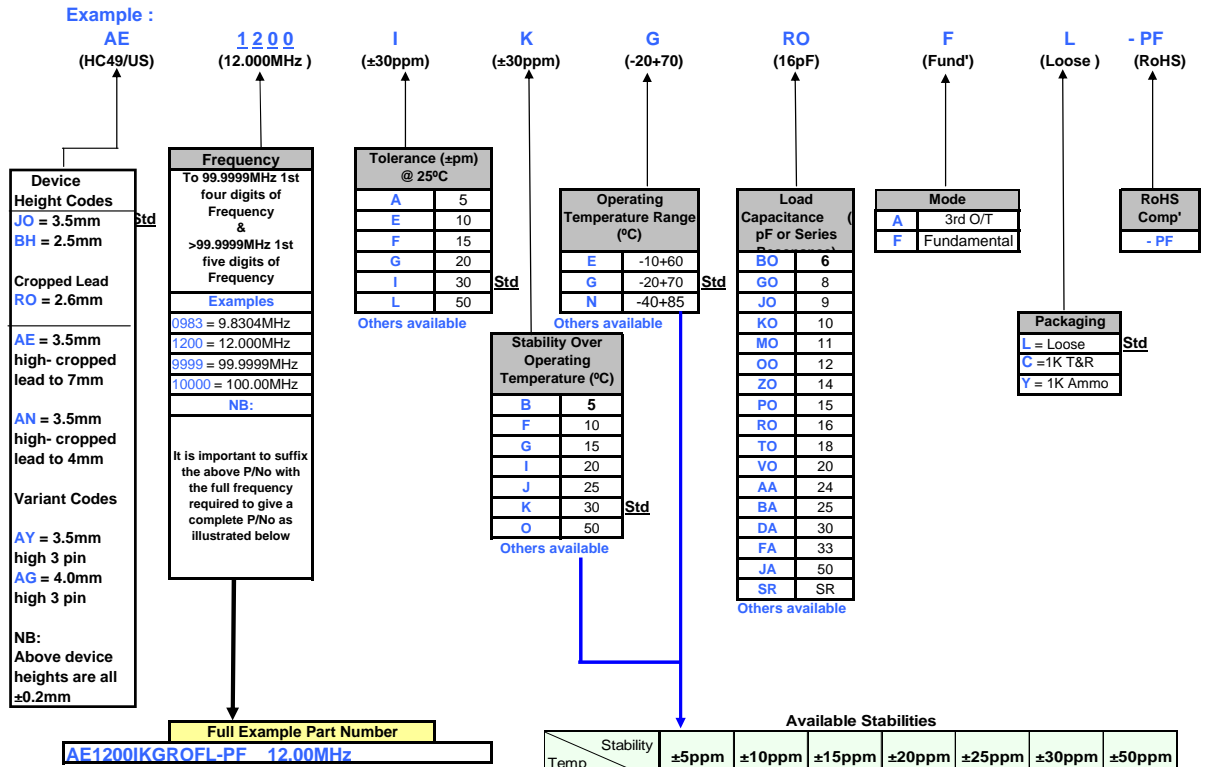 Example :
AE 1200 I K G RO F L - PF
(HC49/US) (12.000MHz ) (±30ppm) (±30ppm) (-20+70) (16pF) (Fund') (Loose ) (RoHS)
Device
Height Codes
JO = 3.5mm Std
BH = 2.5mm
Cropped Lead
RO = 2.6mm
AE = 3.5mm
high- cropped
lead to 7mm
AN = 3.5mm
high- cropped
lead to 4mm
Variant Codes
AY = 3.5mm
high 3 pin
AG = 4.0mm
high 3 pin
NB:
Above device
heights are all
±0.2mm
Frequency
To 99.9999MHz 1st
four digits of
Frequency
&
>99.9999MHz 1st
five digits of
Frequency
Examples
0983 = 9.8304MHz
1200 = 12.000MHz
9999 = 99.9999MHz
10000 = 100.00MHz
NB:
It is important to suffix
the above P/No with
the full frequency
required to give a
complete P/No as
illustrated below
Tolerance (±pm)
@ 25ºC
A 5
E 10
F 15
G 20
I 30 Std
L 50
Others available
Stability Over
Operating
Temperature (ºC)
B 5
F 10
G 15
I 20
J 25
K 30 Std
O 50
Others available
Operating
Temperature Range
(ºC)
E -10+60
G -20+70 Std
N -40+85
Others available
Load
Capacitance (
pF or Series
Resonance)
BO 6
GO 8
JO 9
KO 10
MO 11
OO 12
ZO 14
PO 15
RO 16
TO 18
VO 20
AA 24
BA 25
DA 30
FA 33
JA 50
SR SR
Others available
Mode
A 3rd O/T
F Fundamental
Packaging
L = Loose Std
C =1K T&R
Y = 1K Ammo
RoHS
Comp'
- PF
Full Example Part Number
AE1200IKGROFL-PF 12.00MHz
Available Stabilities
Stability
Temp
±5ppm ±10ppm ±15ppm ±20ppm ±25ppm ±30ppm ±50ppm